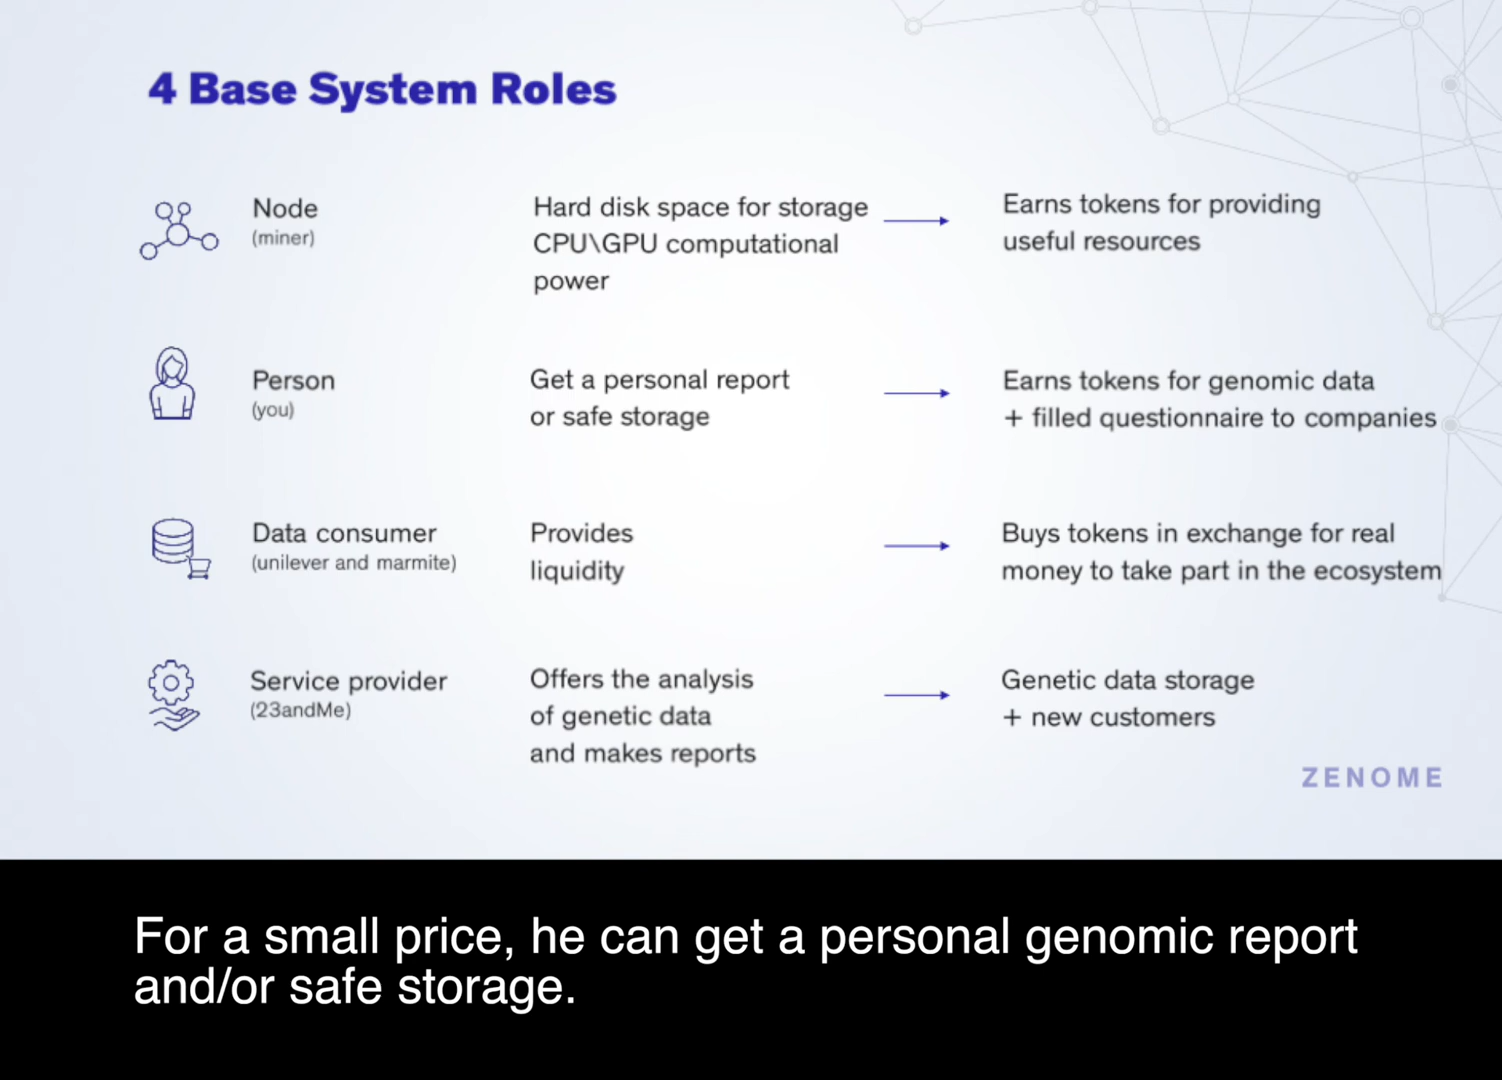 4 Base System Roles
Node
(miner)
Hard disk space for storage
CPU\GPU computational
power
Earns tokens for providing
useful resources
Person
(you)
Get a personal report
or safe storage
Earns tokens for genomic data
+ filled questionnaire to companies
Data consumer
(unilever and marmite)
Provides
liquidity
Buys tokens in exchange for real
money to take part in the ecosystem
Service provider
(23andMe)
Offers the analysis
of genetic data
and makes reports
Genetic data storage
+ new customers
ZENOME
For a small price, he can get a personal genomic report
and/or safe storage.